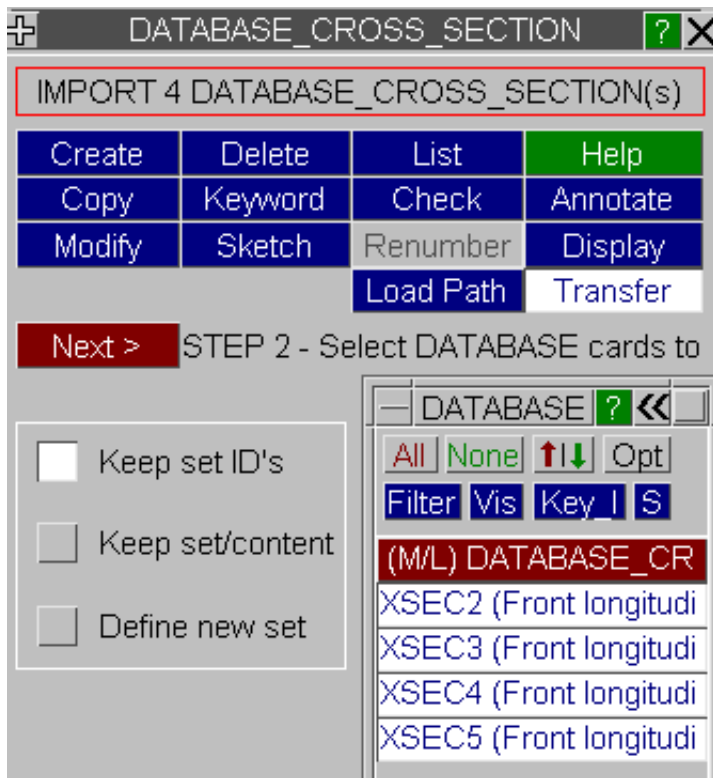 DATABASE_CROSS_SECTION ? X
IMPORT 4 DATABASE_CROSS_SECTION(s)
Create Delete List Help
Copy Keyword Check Annotate
Modify Sketch Renumber Display
Load Path Transfer
Next > STEP 2 - Select DATABASE cards to
DATABASE ? «
All None Opt
Filter Vis Key_I S
Keep set ID's
Keep set/content
Define new set
(M/L) DATABASE_CR
XSEC2 (Front longitudi
XSEC3 (Front longitudi
XSEC4 (Front longitudi
XSEC5 (Front longitudi